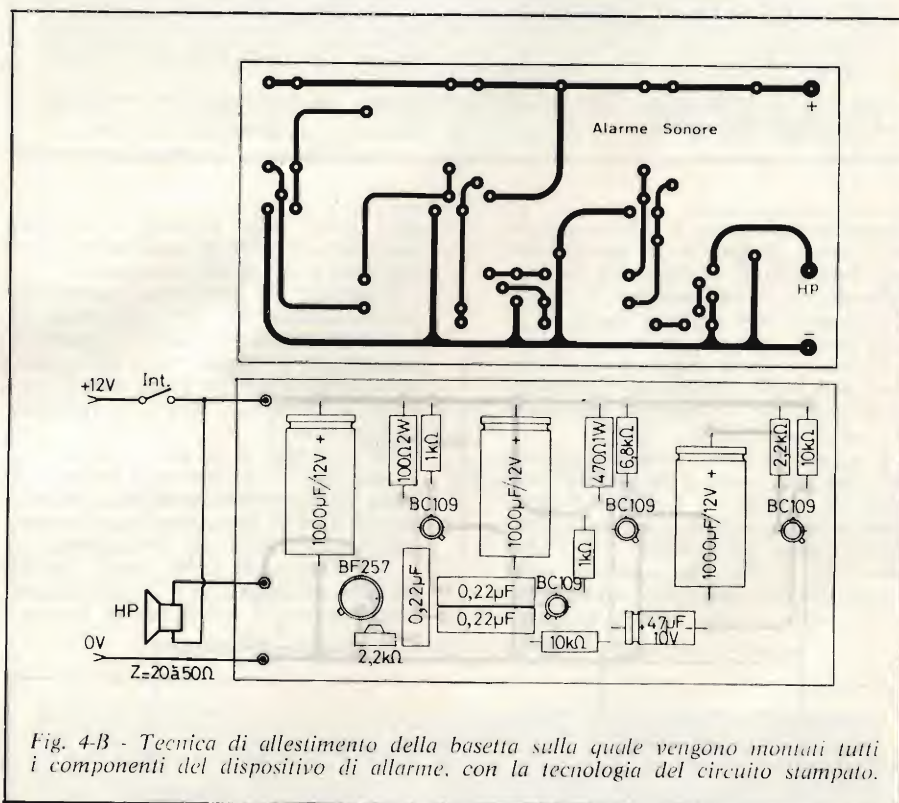 +
Alarme Sonore
HP
−
+12V
Int.
1000µF/12V +
100Ω2W
1kΩ
1000µF/12V +
470Ω1W
6,8kΩ
1000µF/12V +
2,2kΩ
10kΩ
BC109
BC109
BC109
1kΩ
BF257
0,22µF
0,22µF
0,22µF
BC109
HP
0V
Z=20à50Ω
2,2kΩ
10kΩ
+47µF−
10V
Fig. 4-B - Tecnica di allestimento della basetta sulla quale vengono montati tutti
i componenti del dispositivo di allarme, con la tecnologia del circuito stampato.